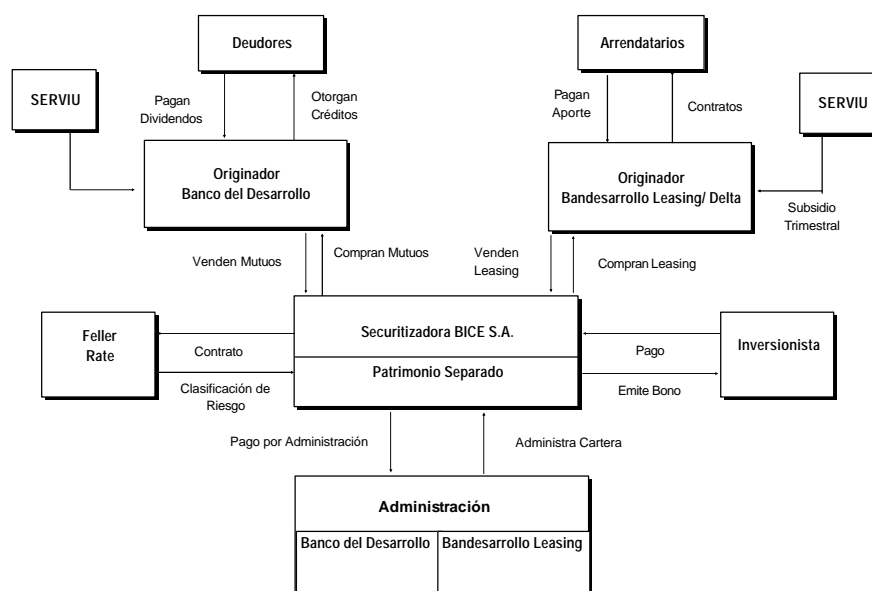 Deudores
Arrendatarios
SERVIU
Pagan
Dividendos
Otorgan
Créditos
Pagan
Aporte
Contratos
SERVIU
Originador
Banco del Desarrollo
Originador
Bandesarrollo Leasing/ Delta
Subsidio
Trimestral
Venden Mutuos
Compran Mutuos
Venden
Leasing
Compran Leasing
Feller
Rate
Contrato
Clasificación de
Riesgo
Securitizadora BICE S.A.
Patrimonio Separado
Pago
Emite Bono
Inversionista
Pago por Administración
Administra Cartera
Administración
Banco del Desarrollo
Bandesarrollo Leasing